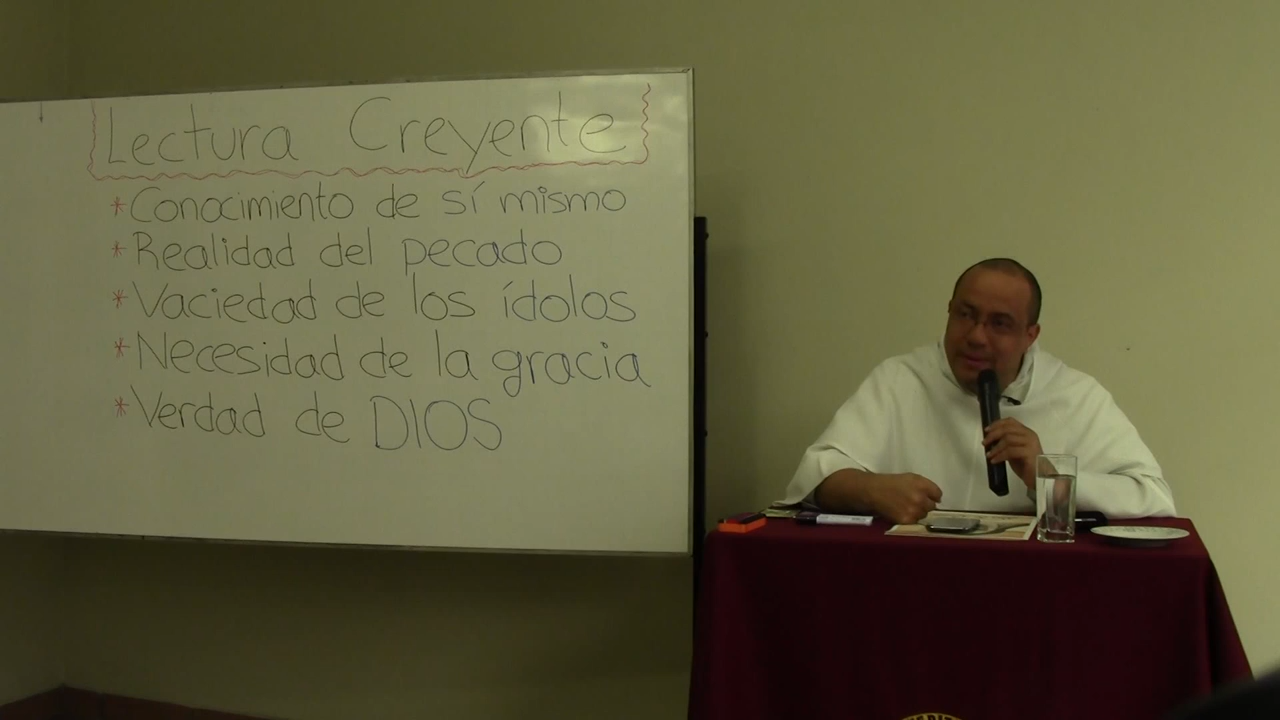 Lectura Creyente
* Conocimiento de sí mismo
* Realidad del pecado
* Vaciedad de los ídolos
* Necesidad de la gracia
* Verdad de DIOS